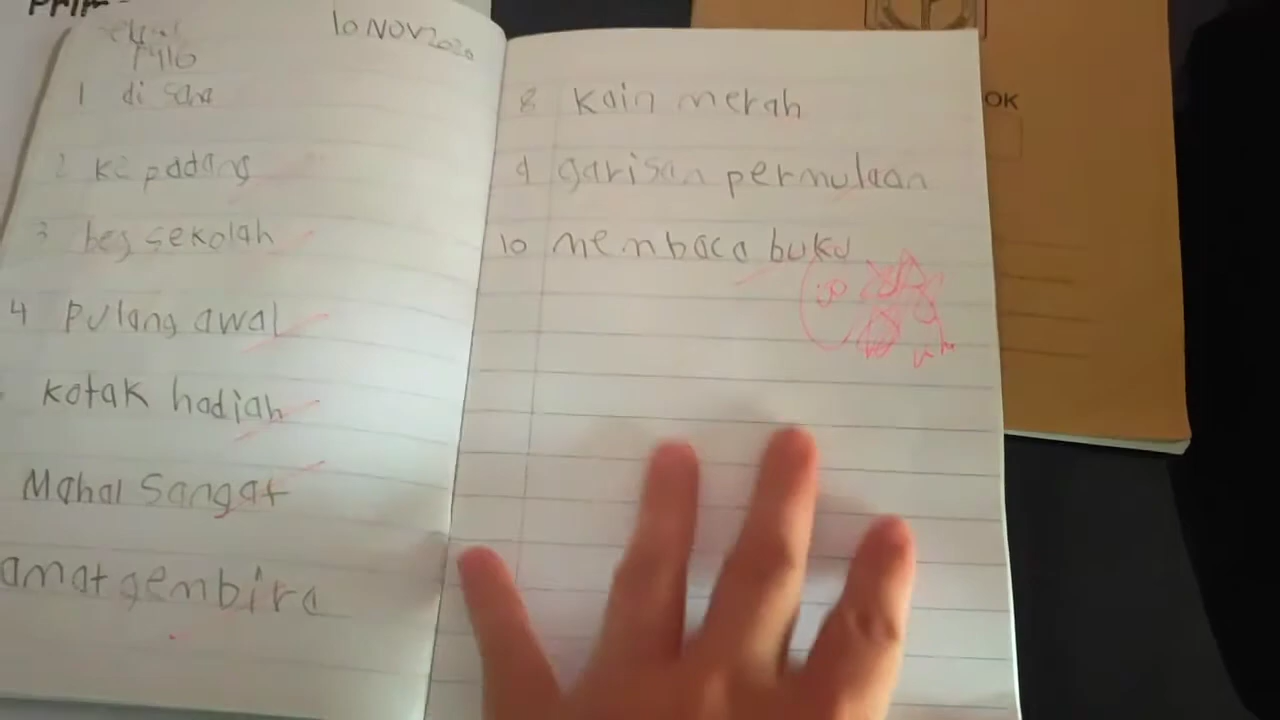 10 NOV 2020
1 di sana
2 ke padang
3 beg sekolah
4 pulang awal
kotak hadiah
Mahal Sangat
amat gembira
8 kain merah
9 garisan permulaan
10 membaca buku
OK